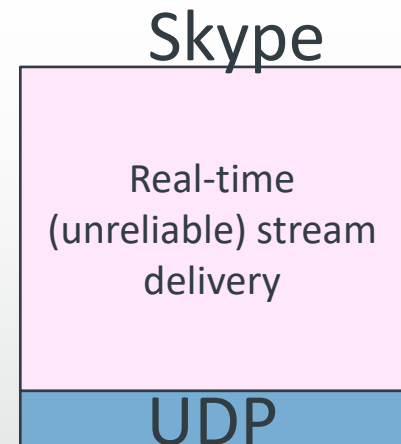 Skype
Real-time
(unreliable) stream
delivery
UDP